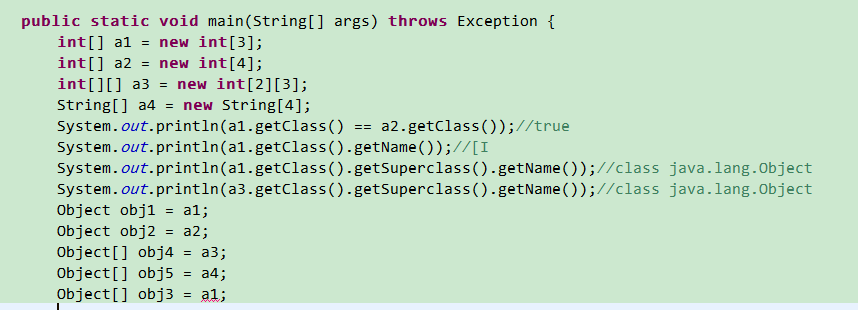 public static void main(String[] args) throws Exception {
int[] a1 = new int[3];
int[] a2 = new int[4];
int[][] a3 = new int[2][3];
String[] a4 = new String[4];
System.out.println(a1.getClass() == a2.getClass());//true
System.out.println(a1.getClass().getName());//[I
System.out.println(a1.getClass().getSuperclass().getName());//class java.lang.Object
System.out.println(a3.getClass().getSuperclass().getName());//class java.lang.Object
Object obj1 = a1;
Object obj2 = a2;
Object[] obj4 = a3;
Object[] obj5 = a4;
Object[] obj3 = a1;